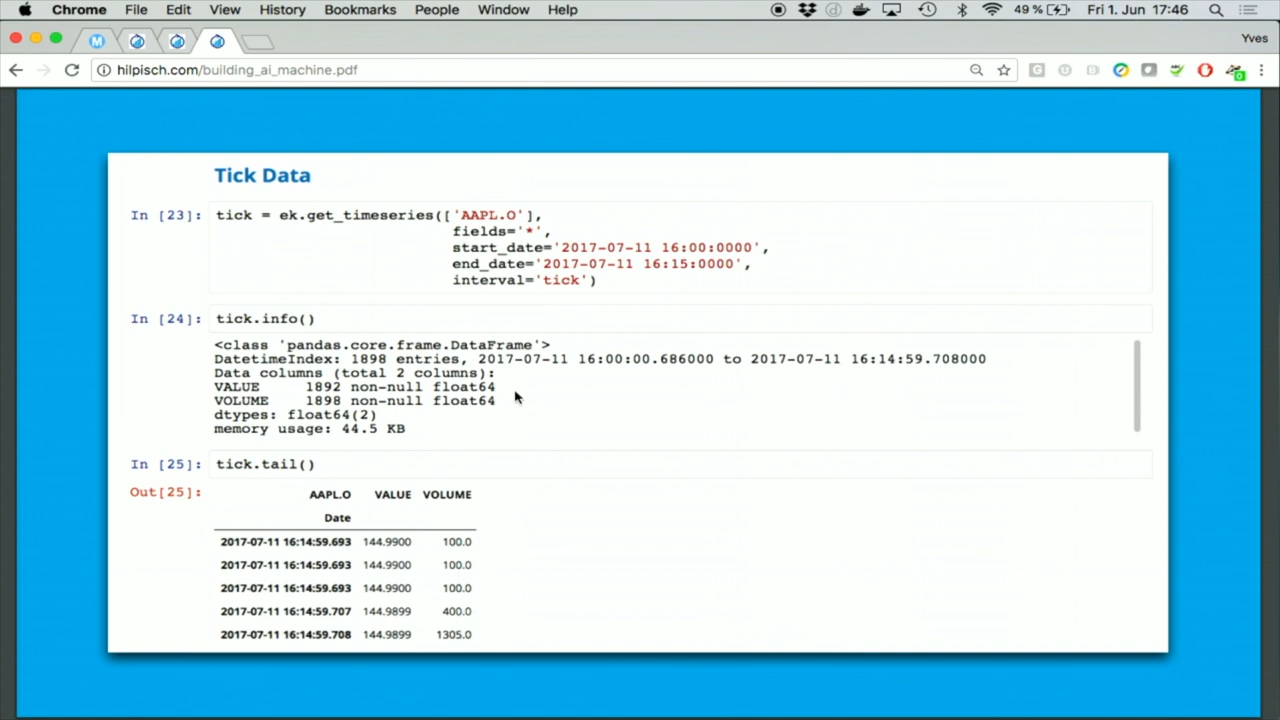 Chrome File Edit View History Bookmarks People Window Help 49 % Fri 1. Jun 17:46
M Yves
hilpisch.com/building_ai_machine.pdf
Tick Data
In [23]: tick = ek.get_timeseries(['AAPL.O'],
fields='*',
start_date='2017-07-11 16:00:0000',
end_date='2017-07-11 16:15:0000',
interval='tick')
In [24]: tick.info()
<class 'pandas.core.frame.DataFrame'>
DatetimeIndex: 1898 entries, 2017-07-11 16:00:00.686000 to 2017-07-11 16:14:59.708000
Data columns (total 2 columns):
VALUE 1892 non-null float64
VOLUME 1898 non-null float64
dtypes: float64(2)
memory usage: 44.5 KB
In [25]: tick.tail()
Out[25]: AAPL.O VALUE VOLUME
Date
2017-07-11 16:14:59.693 144.9900 100.0
2017-07-11 16:14:59.693 144.9900 100.0
2017-07-11 16:14:59.693 144.9900 100.0
2017-07-11 16:14:59.707 144.9899 400.0
2017-07-11 16:14:59.708 144.9899 1305.0